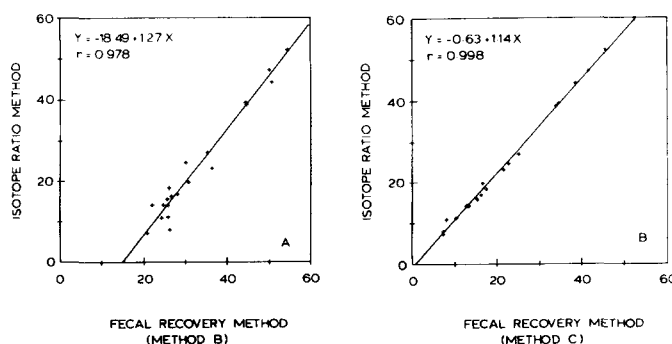 Y = -18.49 + 1.27 X
r = 0.978
ISOTOPE RATIO METHOD
60
40
20
0
A
0 20 40 60
FECAL RECOVERY METHOD
(METHOD B)
Y = -0.63 + 1.14 X
r = 0.998
ISOTOPE RATIO METHOD
60
40
20
0
B
0 20 40 60
FECAL RECOVERY METHOD
(METHOD C)